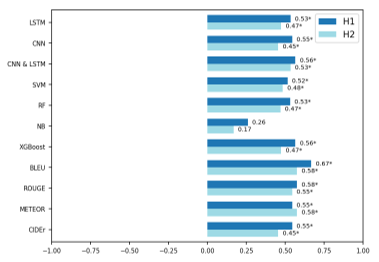 H1
H2
LSTM 0.53* 0.47*
CNN 0.55* 0.45*
CNN & LSTM 0.56* 0.53*
SVM 0.52* 0.48*
RF 0.53* 0.47*
NB 0.26 0.17
XGBoost 0.56* 0.47*
BLEU 0.67* 0.58*
ROUGE 0.58* 0.55*
METEOR 0.55* 0.58*
CIDEr 0.55* 0.45*
−1.00 −0.75 −0.50 −0.25 0.00 0.25 0.50 0.75 1.00